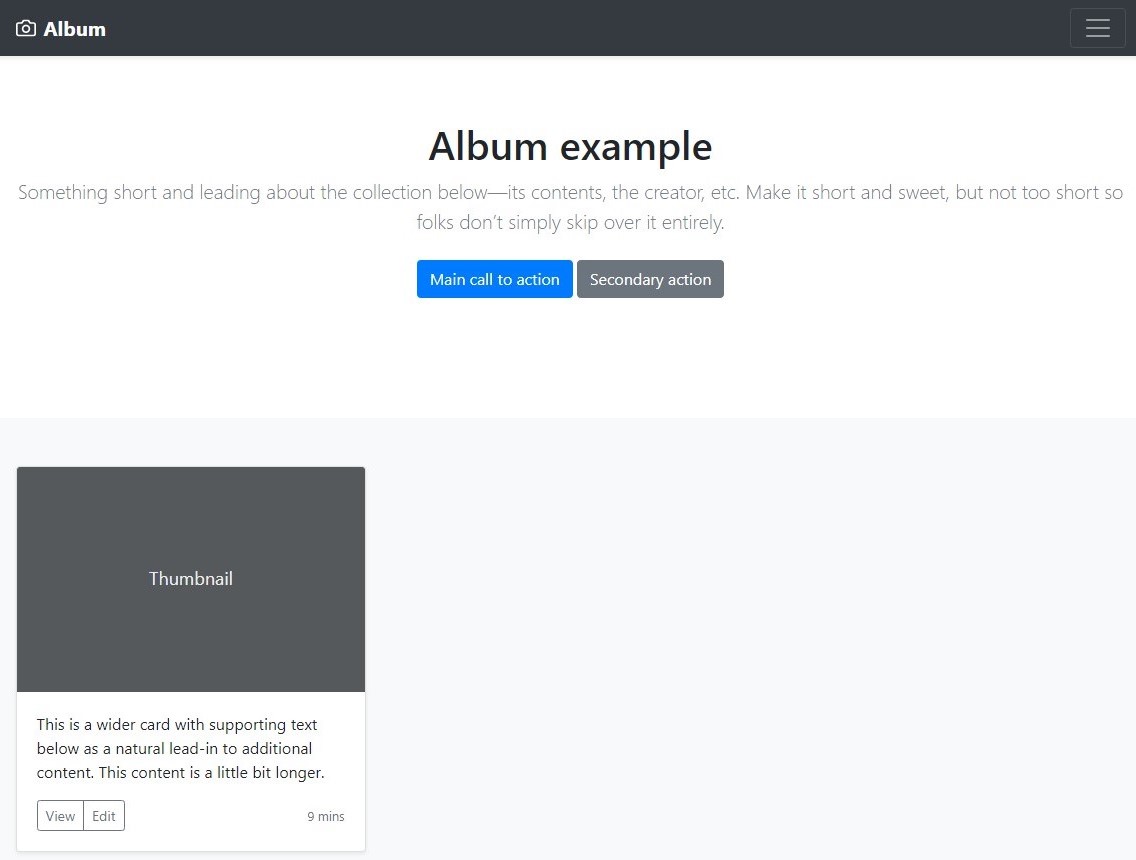 Album
Album example
Something short and leading about the collection below—its contents, the creator, etc. Make it short and sweet, but not too short so
folks don’t simply skip over it entirely.
Main call to action Secondary action
Thumbnail
This is a wider card with supporting text
below as a natural lead-in to additional
content. This content is a little bit longer.
View Edit 9 mins